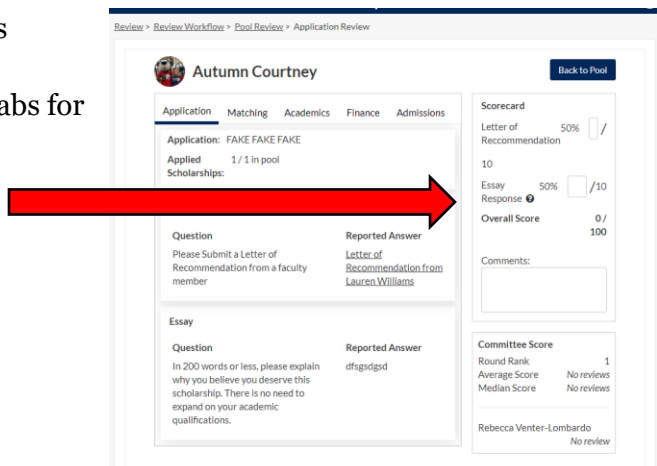 s
abs for
Review > Review Workflow > Pool Review > Application Review
Autumn Courtney
Back to Pool
Application Matching Academics Finance Admissions
Application: FAKE FAKE FAKE
Applied Scholarships: 1 / 1 in pool
Question Reported Answer
Please Submit a Letter of
Recommendation from a faculty
member
Letter of
Recommendation from
Lauren Williams
Essay
Question Reported Answer
In 200 words or less, please explain
why you believe you deserve this
scholarship. There is no need to
expand on your academic
qualifications.
dfsgsdgsd
Scorecard
Letter of
Reccommendation
50% /
10
Essay
Response
50% /10
Overall Score 0 /
100
Comments:
Committee Score
Round Rank 1
Average Score No reviews
Median Score No reviews
Rebecca Venter-Lombardo
No review